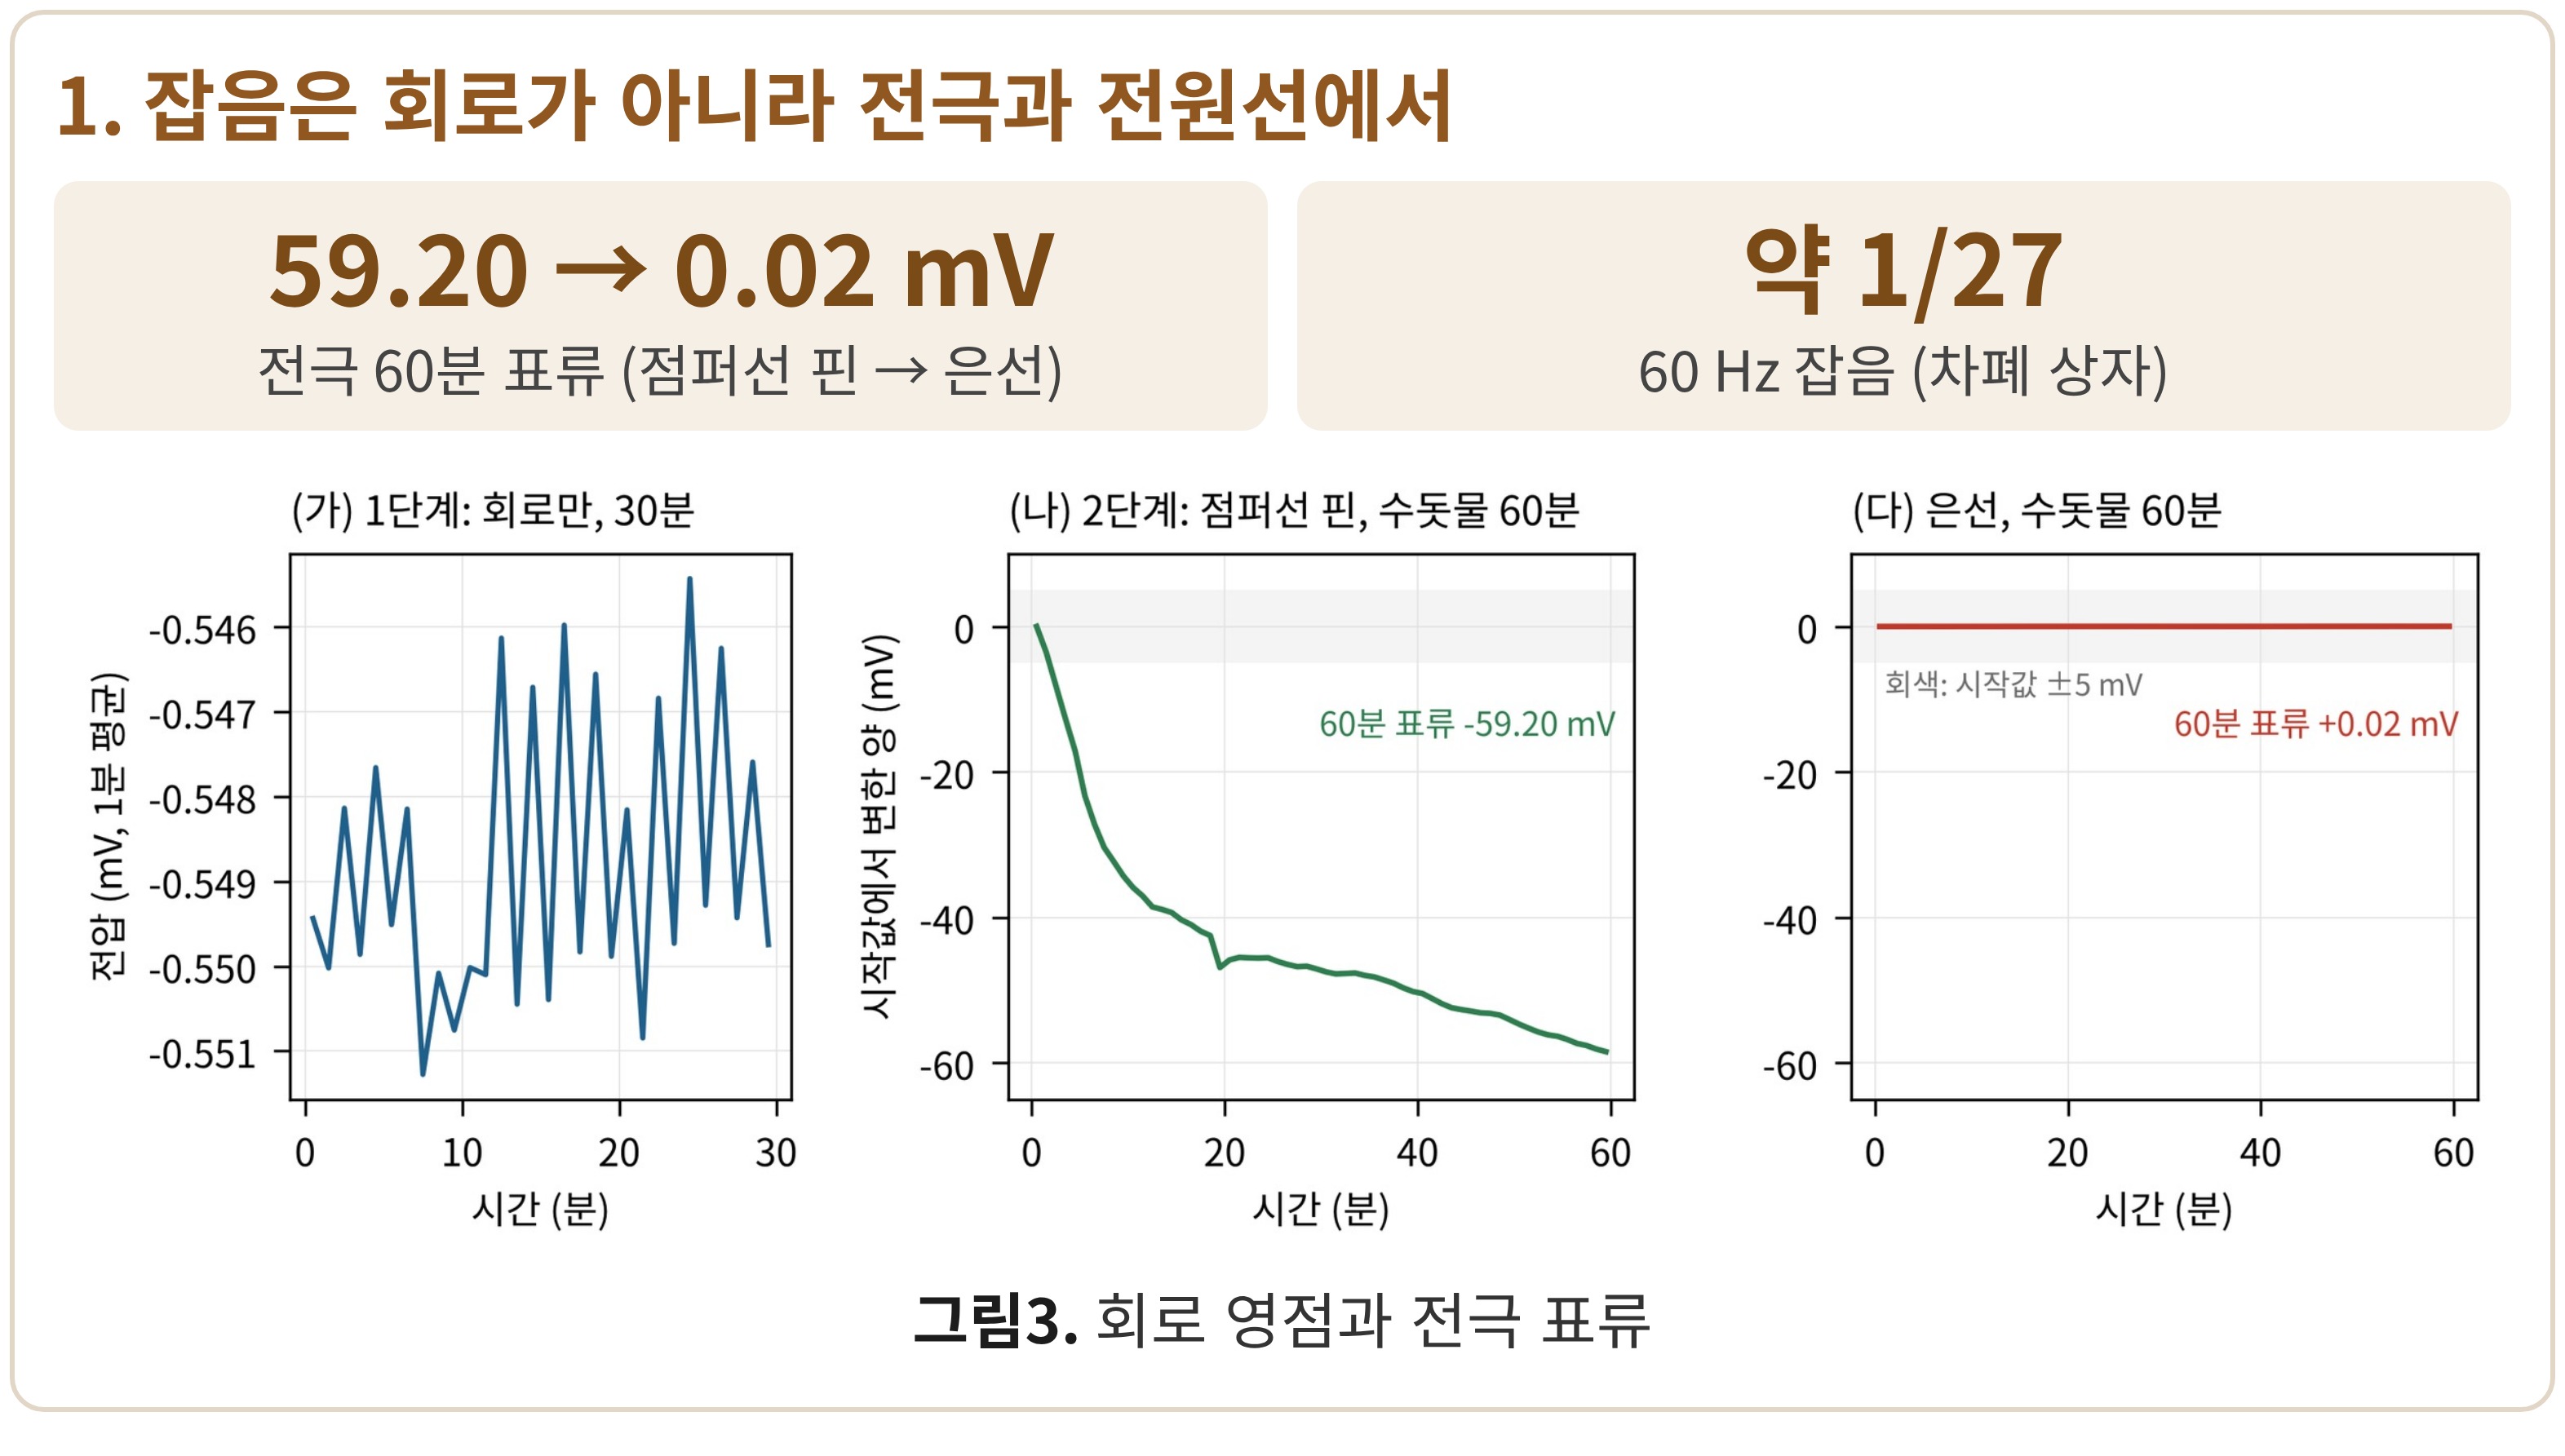 1. 잡음은 회로가 아니라 전극과 전원선에서
59.20 → 0.02 mV
전극 60분 표류 (점퍼선 핀 → 은선)
약 1/27
60 Hz 잡음 (차폐 상자)
(가) 1단계: 회로만, 30분
전압 (mV, 1분 평균)
-0.546
-0.547
-0.548
-0.549
-0.550
-0.551
0 10 20 30
시간 (분)
(나) 2단계: 점퍼선 핀, 수돗물 60분
시작값에서 변한 양 (mV)
0
-20
-40
-60
60분 표류 -59.20 mV
0 20 40 60
시간 (분)
(다) 은선, 수돗물 60분
0
-20
-40
-60
회색: 시작값 ±5 mV
60분 표류 +0.02 mV
0 20 40 60
시간 (분)
그림3. 회로 영점과 전극 표류